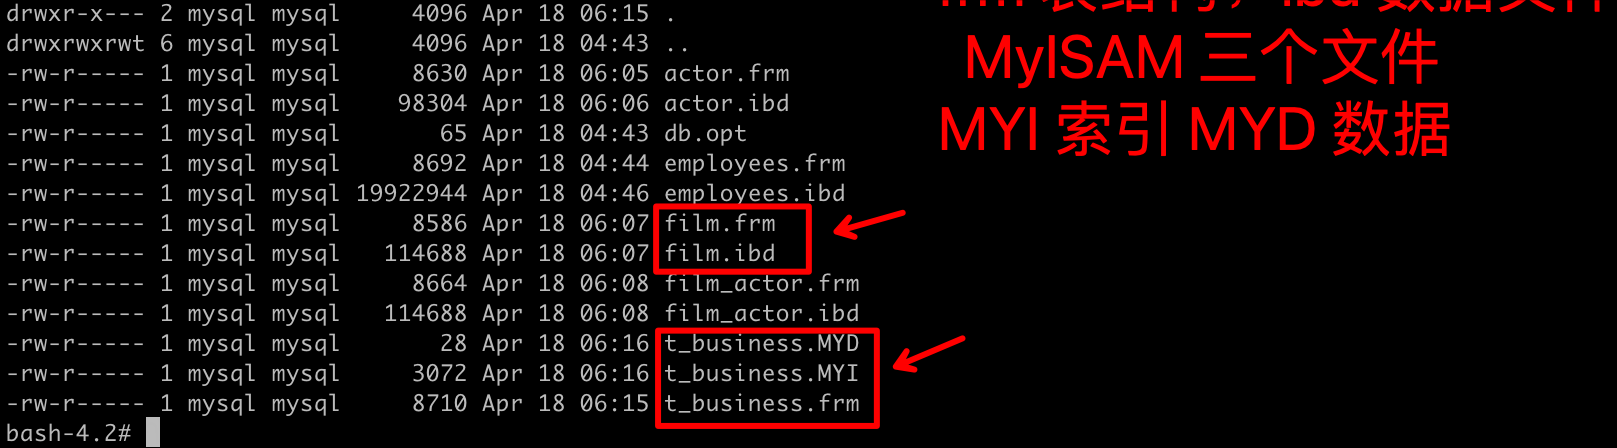 drwxr-x--- 2 mysql mysql     4096 Apr 18 06:15 .
drwxrwxrwt 6 mysql mysql     4096 Apr 18 04:43 ..
-rw-r----- 1 mysql mysql     8630 Apr 18 06:05 actor.frm
-rw-r----- 1 mysql mysql    98304 Apr 18 06:06 actor.ibd
-rw-r----- 1 mysql mysql       65 Apr 18 04:43 db.opt
-rw-r----- 1 mysql mysql     8692 Apr 18 04:44 employees.frm
-rw-r----- 1 mysql mysql 19922944 Apr 18 04:46 employees.ibd
-rw-r----- 1 mysql mysql     8586 Apr 18 06:07 film.frm
-rw-r----- 1 mysql mysql   114688 Apr 18 06:07 film.ibd
-rw-r----- 1 mysql mysql     8664 Apr 18 06:08 film_actor.frm
-rw-r----- 1 mysql mysql   114688 Apr 18 06:08 film_actor.ibd
-rw-r----- 1 mysql mysql       28 Apr 18 06:16 t_business.MYD
-rw-r----- 1 mysql mysql     3072 Apr 18 06:16 t_business.MYI
-rw-r----- 1 mysql mysql     8710 Apr 18 06:15 t_business.frm
bash-4.2#
MyISAM 三个文件
MYI 索引 MYD 数据